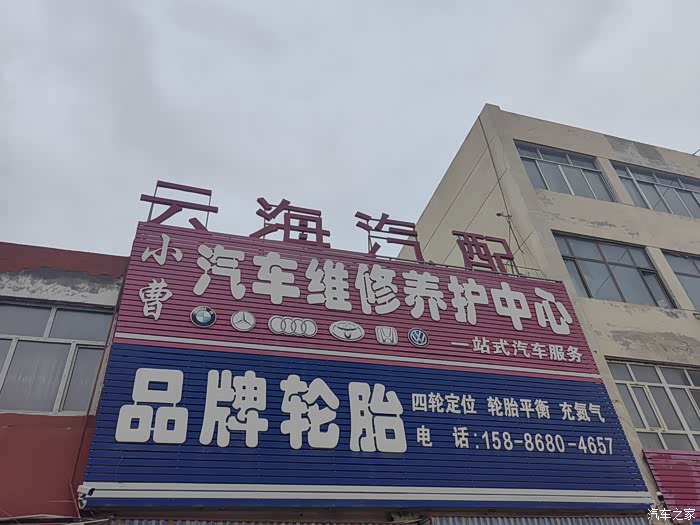 云海汽配
小曹
汽车维修养护中心
一站式汽车服务
品牌轮胎
四轮定位 轮胎平衡 充氮气
电 话:158-8680-4657
汽车之家